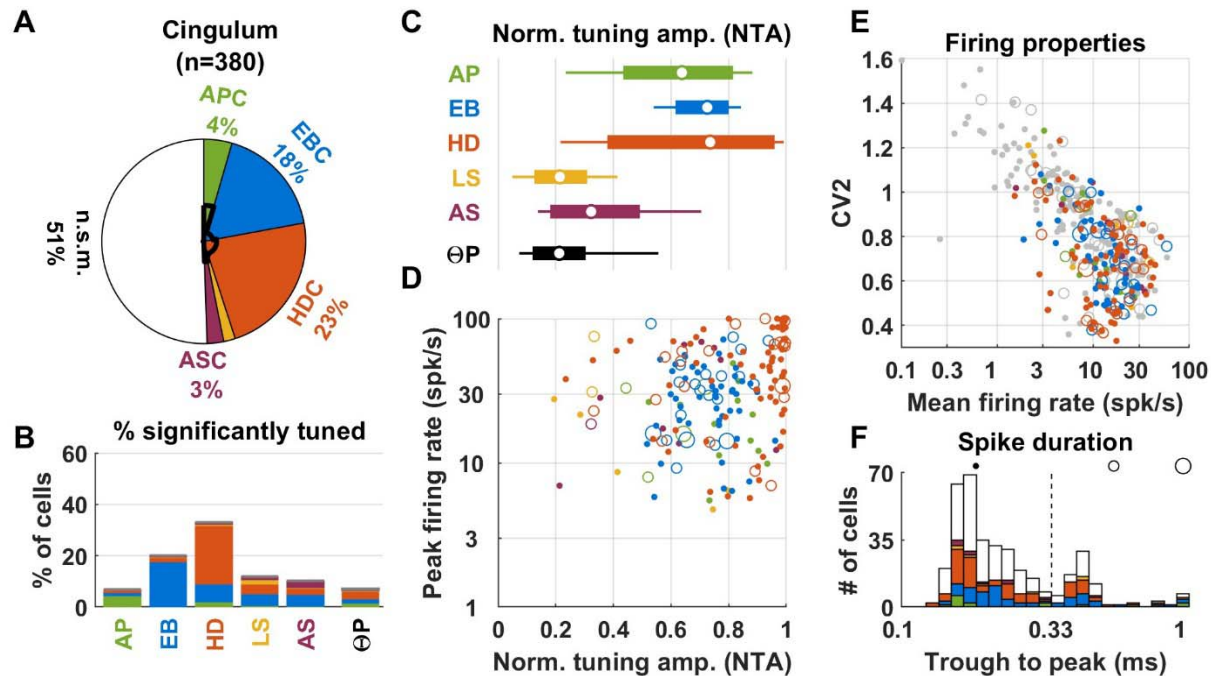 A
Cingulum
(n=380)
APC
4%
EBC
18%
HDC
23%
ASC
3%
n.s.m.
51%
B
% significantly tuned
% of cells
60
40
20
0
AP
EB
HD
LS
AS
ΘP
C
Norm. tuning amp. (NTA)
AP
EB
HD
LS
AS
ΘP
D
Peak firing rate (spk/s)
100
30
10
3
1
0
0.2
0.4
0.6
0.8
1
Norm. tuning amp. (NTA)
E
Firing properties
CV2
1.6
1.4
1.2
1
0.8
0.6
0.4
0.1
0.3
1
3
10
30
100
Mean firing rate (spk/s)
F
Spike duration
# of cells
70
35
0
0.1
0.33
1
Trough to peak (ms)